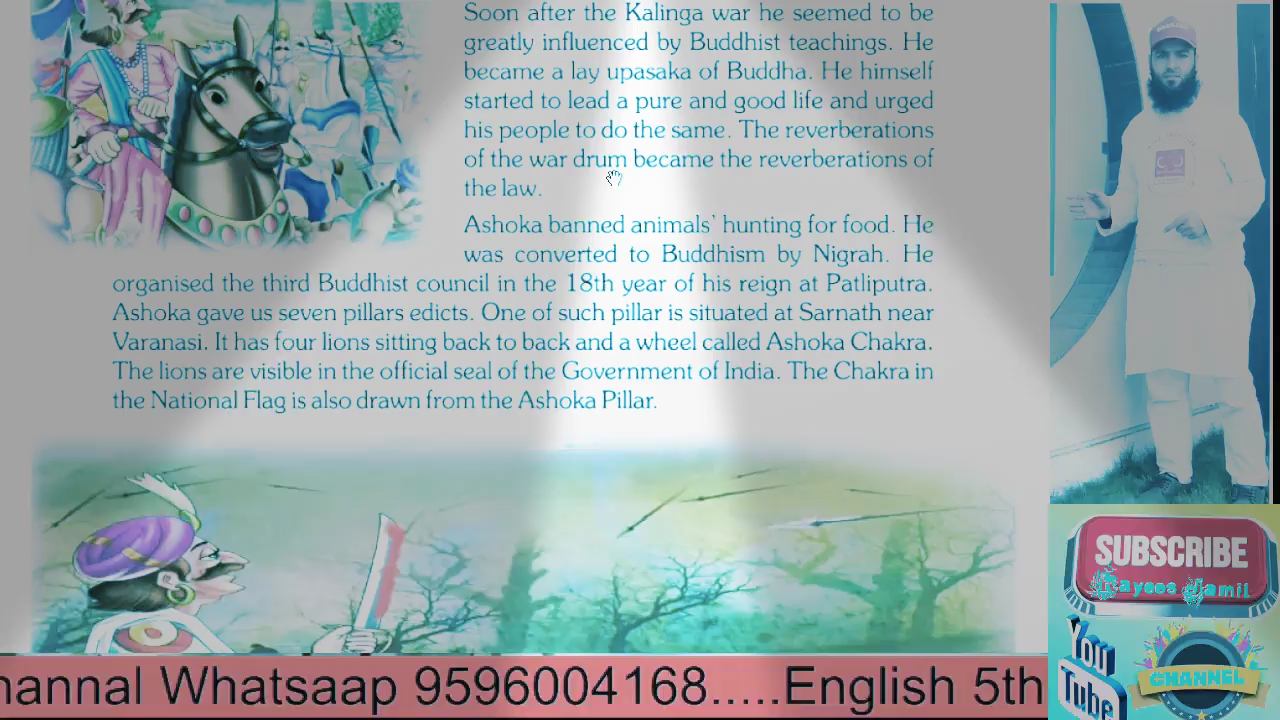 Soon after the Kalinga war he seemed to be
greatly influenced by Buddhist teachings. He
became a lay upasaka of Buddha. He himself
started to lead a pure and good life and urged
his people to do the same. The reverberations
of the war drum became the reverberations of
the law.
Ashoka banned animals' hunting for food. He
was converted to Buddhism by Nigrah. He
organised the third Buddhist council in the 18th year of his reign at Patliputra.
Ashoka gave us seven pillars edicts. One of such pillar is situated at Sarnath near
Varanasi. It has four lions sitting back to back and a wheel called Ashoka Chakra.
The lions are visible in the official seal of the Government of India. The Chakra in
the National Flag is also drawn from the Ashoka Pillar.
SUBSCRIBE
Rayees Jamil
You
Tube
CHANNEL
hannal Whatsaap 9596004168.....English 5th